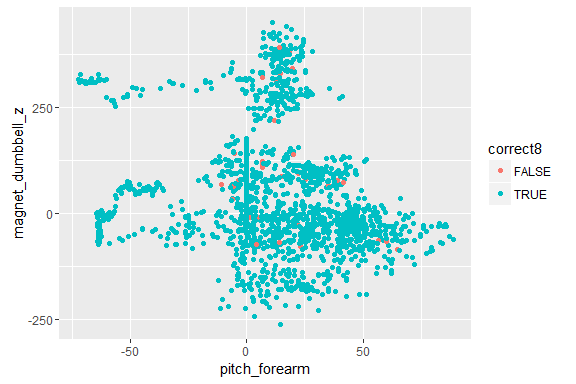 250
0
-250
magnet_dumbbell_z
-50
0
50
pitch_forearm
correct8
FALSE
TRUE